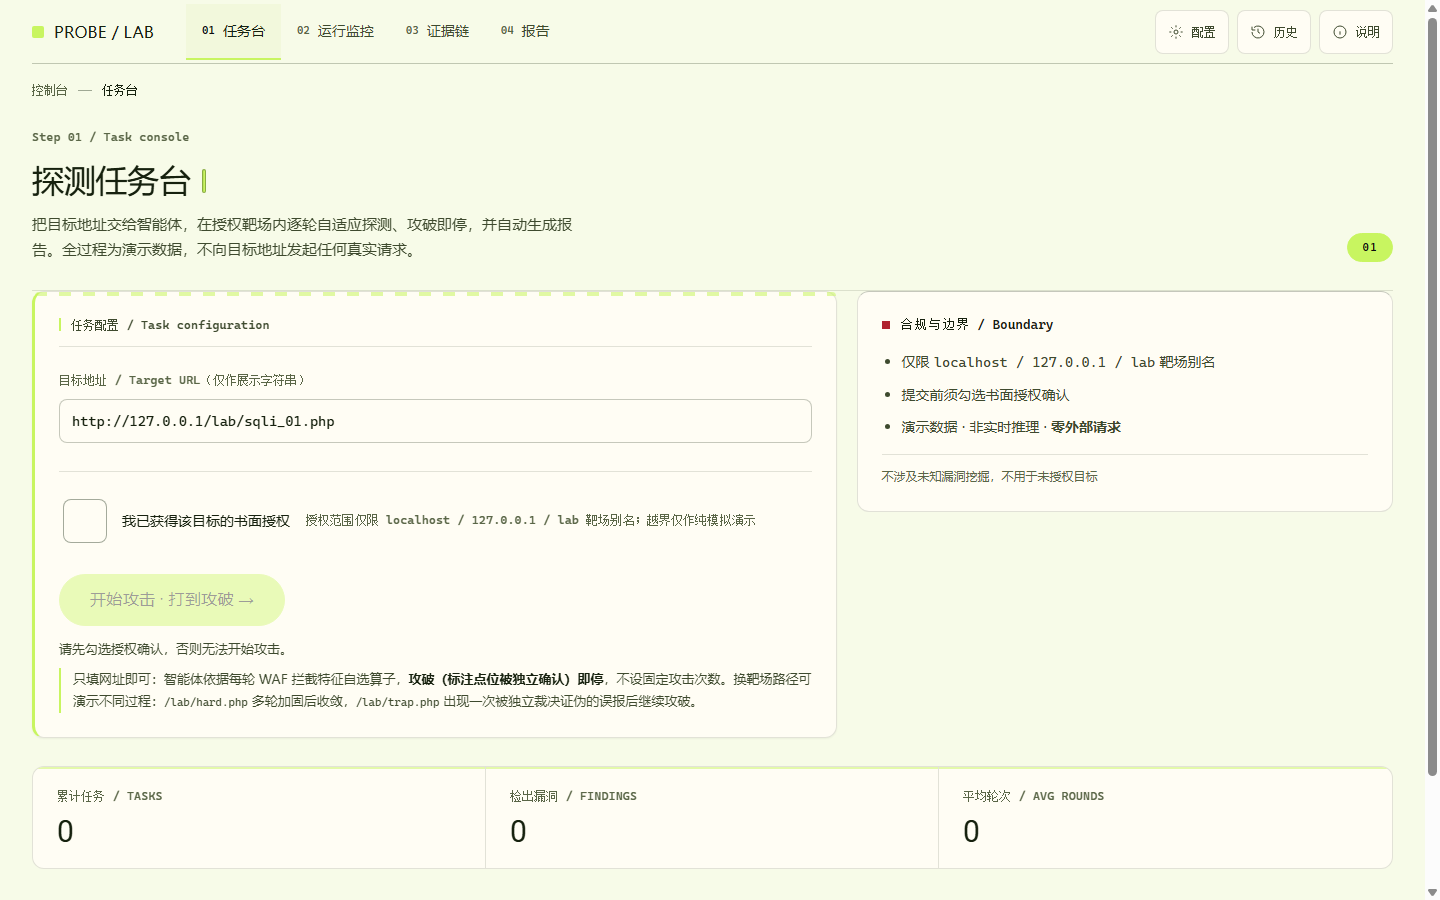 PROBE / LAB
01 任务台
02 运行监控
03 证据链
04 报告
配置
历史
说明
控制台 — 任务台
Step 01 / Task console
探测任务台
把目标地址交给智能体，在授权靶场内逐轮自适应探测、攻破即停，并自动生成报
告。全过程为演示数据，不向目标地址发起任何真实请求。
01
任务配置 / Task configuration
目标地址 / Target URL（仅作展示字符串）
http://127.0.0.1/lab/sqli_01.php
我已获得该目标的书面授权 授权范围仅限 localhost / 127.0.0.1 / lab 靶场别名；越界仅作纯模拟演示
开始攻击 · 打到攻破 →
请先勾选授权确认，否则无法开始攻击。
只填网址即可：智能体依据每轮 WAF 拦截特征自选算子，攻破（标注点位被独立确认）即停，不设固定攻击次数。换靶场路径可
演示不同过程：/lab/hard.php 多轮加固后收敛，/lab/trap.php 出现一次被独立裁决证伪的误报后继续攻破。
合规与边界 / Boundary
• 仅限 localhost / 127.0.0.1 / lab 靶场别名
• 提交前须勾选书面授权确认
• 演示数据 · 非实时推理 · 零外部请求
不涉及未知漏洞挖掘，不用于未授权目标
累计任务 / TASKS
0
检出漏洞 / FINDINGS
0
平均轮次 / AVG ROUNDS
0